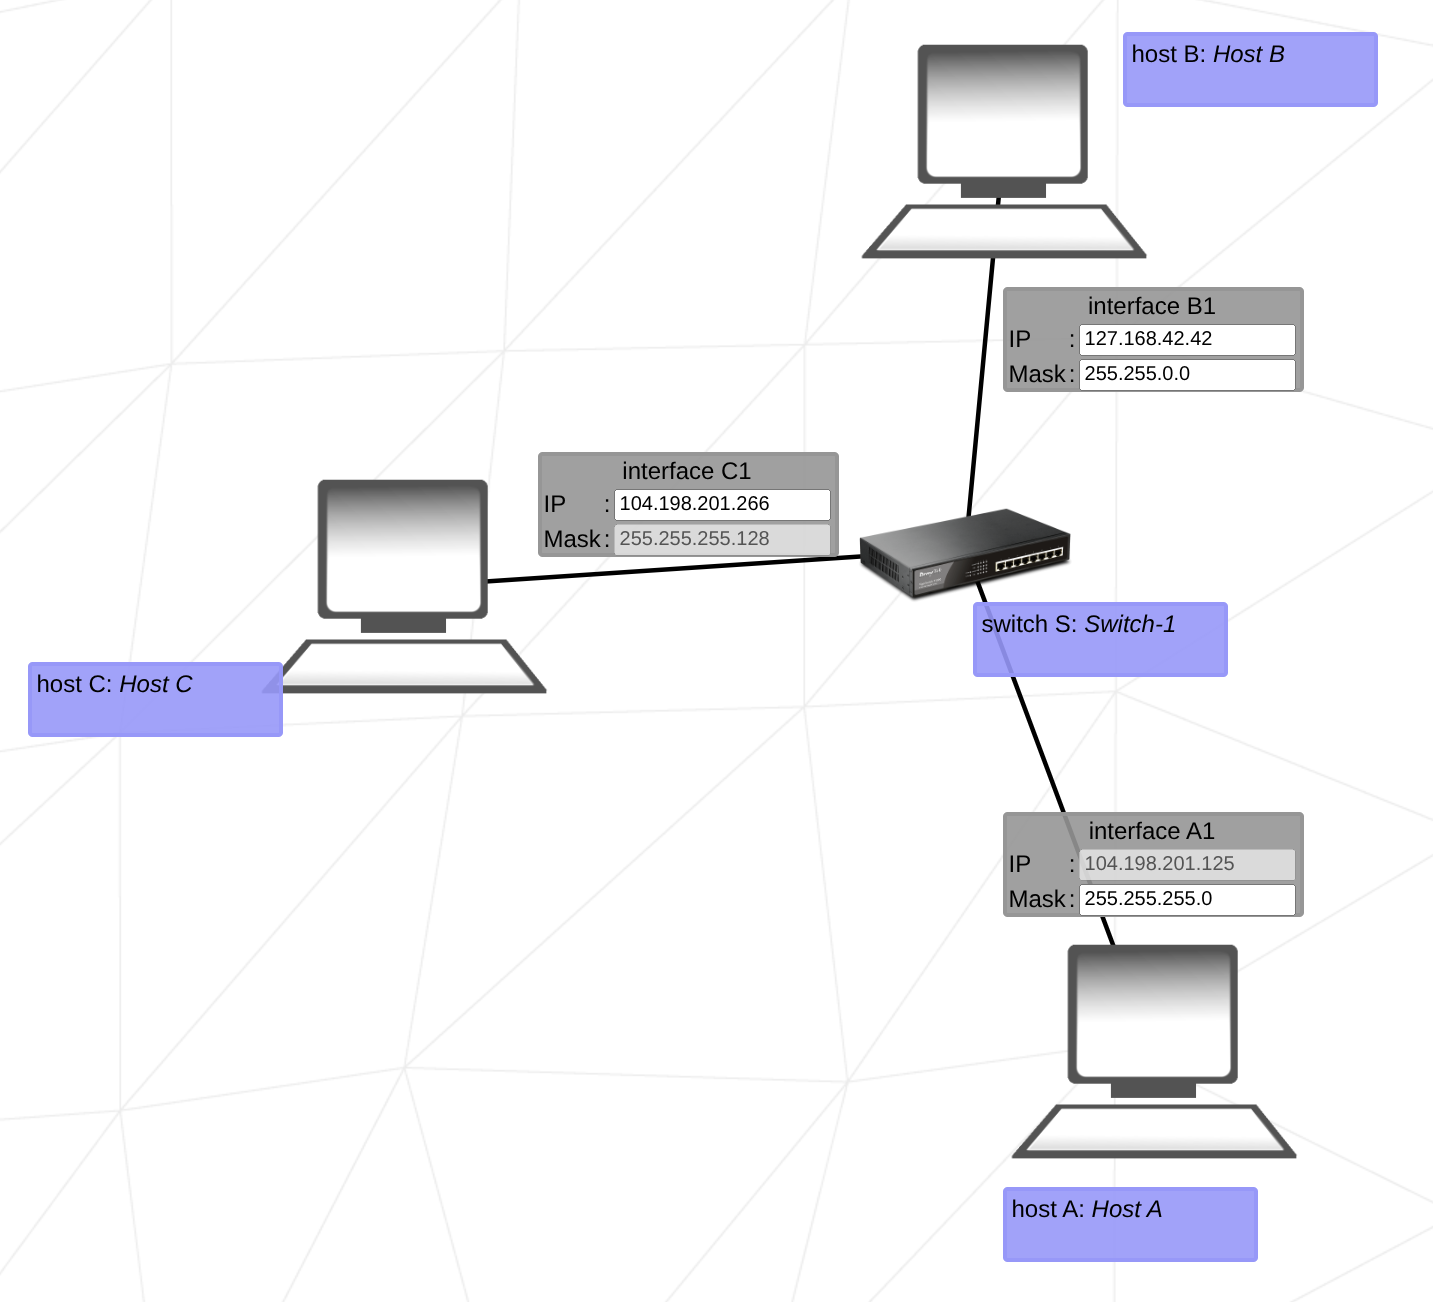 host B: Host B
interface B1
IP : 127.168.42.42
Mask : 255.255.0.0
interface C1
IP : 104.198.201.266
Mask : 255.255.255.128
switch S: Switch-1
host C: Host C
interface A1
IP : 104.198.201.125
Mask : 255.255.255.0
host A: Host A